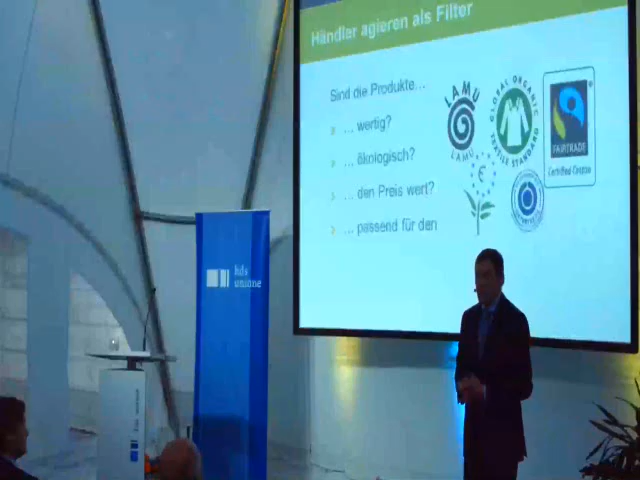 Händler agieren als Filter
Sind die Produkte...
... wertig?
... ökologisch?
... den Preis wert?
... passend für den
LAMU
LAMU
GLOBAL ORGANIC
TEXTILE STANDARD
FAIRTRADE
Certified Cotton
hds
unione